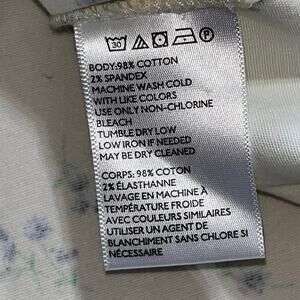 30 P
BODY:98% COTTON
2% SPANDEX
MACHINE WASH COLD
WITH LIKE COLORS
USE ONLY NON-CHLORINE
BLEACH
TUMBLE DRY LOW
LOW IRON IF NEEDED
MAY BE DRY CLEANED
CORPS: 98% COTON
2% ÉLASTHANNE
LAVAGE EN MACHINE À
TEMPÉRATURE FROIDE
AVEC COULEURS SIMILAIRES
UTILISER UN AGENT DE
BLANCHIMENT SANS CHLORE SI
NÉCESSAIRE